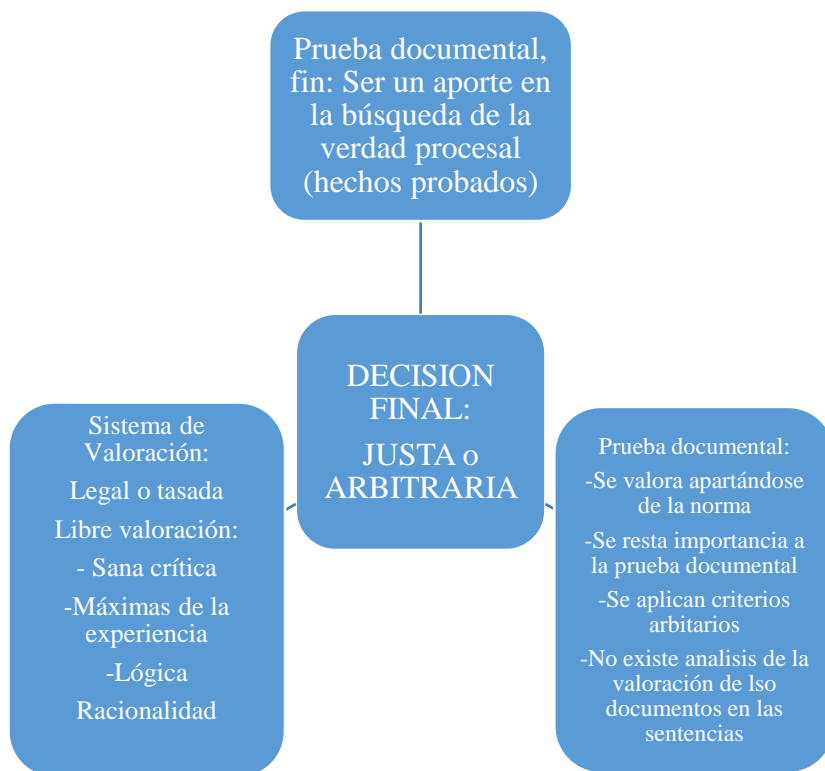 Prueba documental,
fin: Ser un aporte en
la búsqueda de la
verdad procesal
(hechos probados)
DECISION
FINAL:
JUSTA o
ARBITRARIA
Sistema de
Valoración:
Legal o tasada
Libre valoración:
- Sana crítica
-Máximas de la
experiencia
-Lógica
Racionalidad
Prueba documental:
-Se valora apartándose
de la norma
-Se resta importancia a
la prueba documental
-Se aplican criterios
arbitarios
-No existe analisis de la
valoración de lso
documentos en las
sentencias